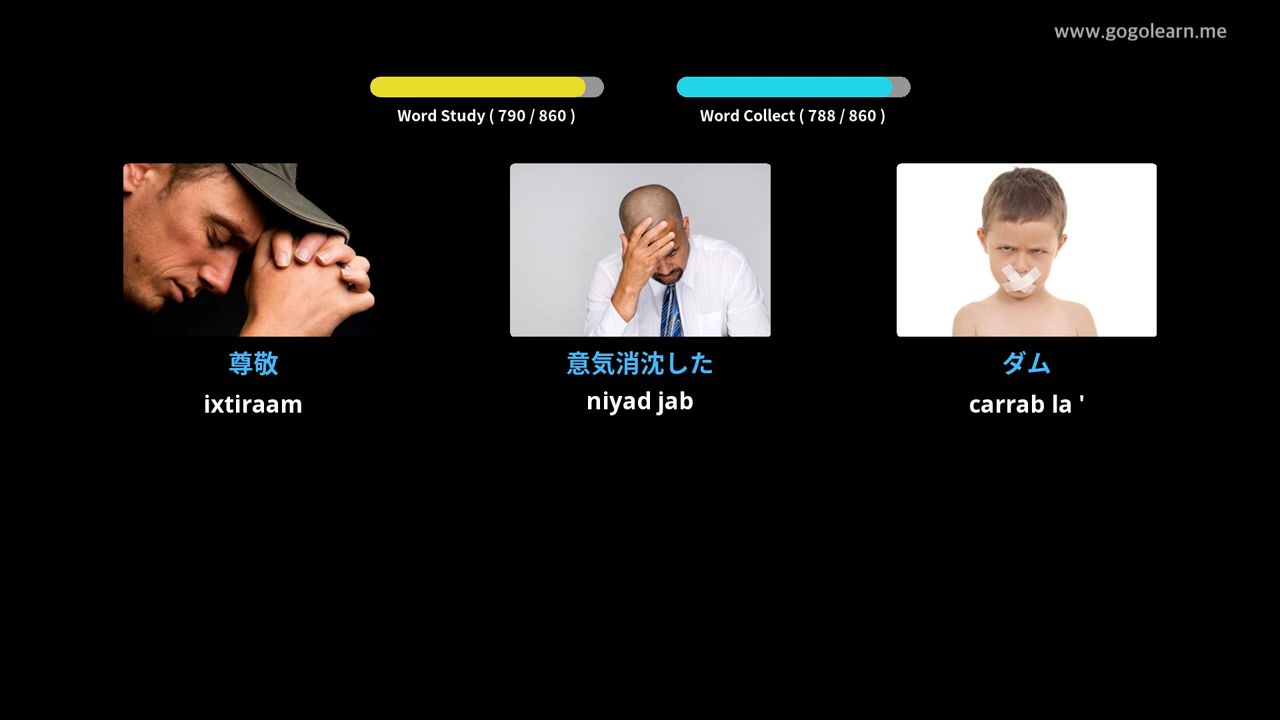 www.gogolearn.me
Word Study ( 790 / 860 )
Word Collect ( 788 / 860 )
尊敬
意気消沈した
ダム
ixtiraam
niyad jab
carrab la '